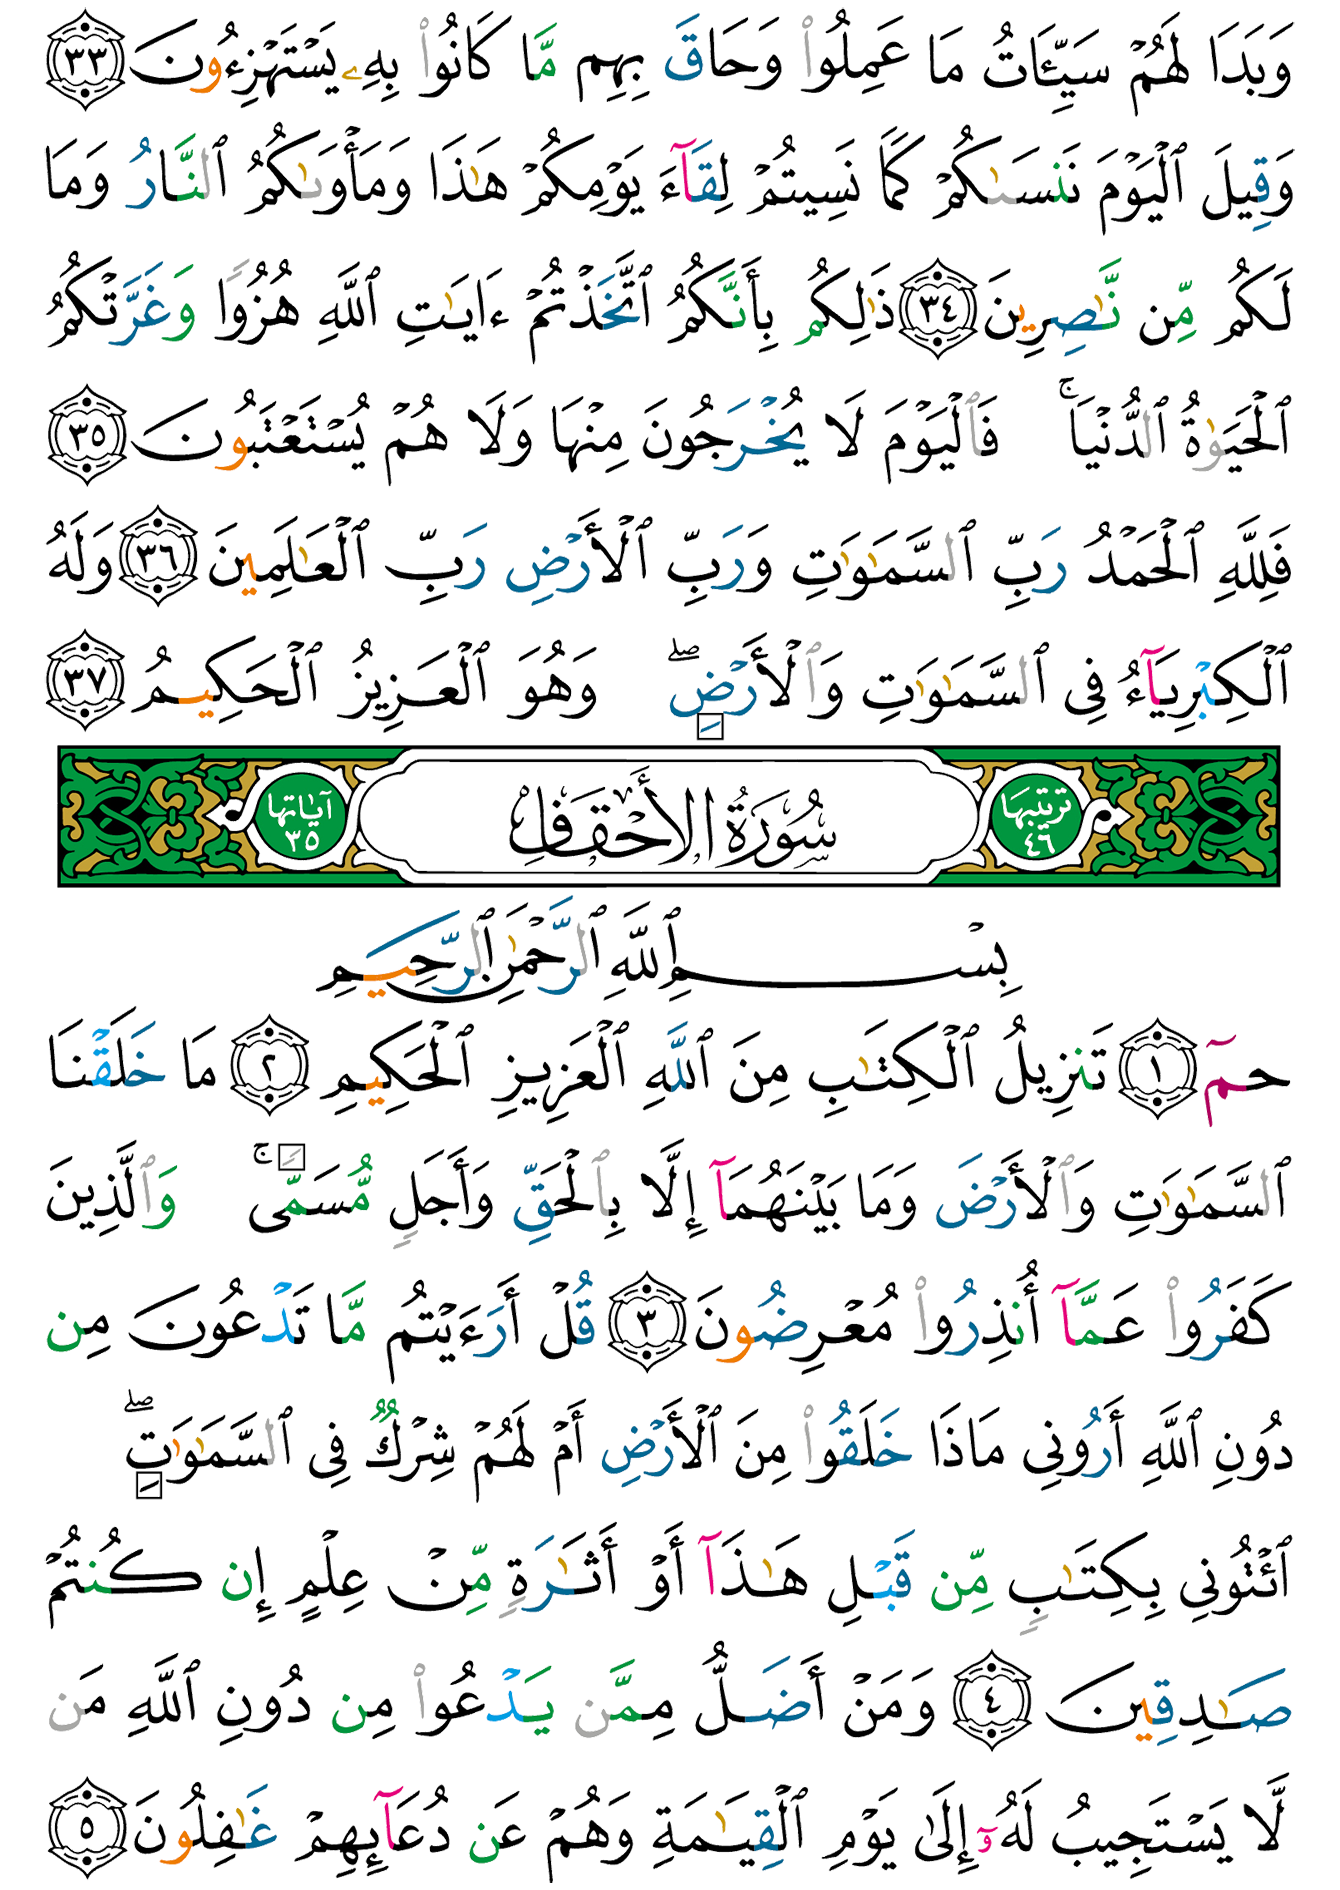 وَبَدَا لَهُمْ سَيِّـَٔاتُ مَا عَمِلُوا۟ وَحَاقَ بِهِم مَّا كَانُوا۟ بِهِۦ يَسْتَهْزِءُونَ ٣٣
وَقِيلَ ٱلْيَوْمَ نَنسَىٰكُمْ كَمَا نَسِيتُمْ لِقَآءَ يَوْمِكُمْ هَٰذَا وَمَأْوَىٰكُمُ ٱلنَّارُ وَمَا
لَكُم مِّن نَّٰصِرِينَ ٣٤ ذَٰلِكُم بِأَنَّكُمُ ٱتَّخَذْتُمْ ءَايَٰتِ ٱللَّهِ هُزُوًا وَغَرَّتْكُمُ
ٱلْحَيَوٰةُ ٱلدُّنْيَا ۚ فَٱلْيَوْمَ لَا يُخْرَجُونَ مِنْهَا وَلَا هُمْ يُسْتَعْتَبُونَ ٣٥
فَلِلَّهِ ٱلْحَمْدُ رَبِّ ٱلسَّمَٰوَٰتِ وَرَبِّ ٱلْأَرْضِ رَبِّ ٱلْعَٰلَمِينَ ٣٦ وَلَهُ
ٱلْكِبْرِيَآءُ فِى ٱلسَّمَٰوَٰتِ وَٱلْأَرْضِ ۖ وَهُوَ ٱلْعَزِيزُ ٱلْحَكِيمُ ٣٧
ترتيبها ٤٦ سُورَةُ الأَحْقَافِ آياتها ٣٥
بِسْمِ ٱللَّهِ ٱلرَّحْمَٰنِ ٱلرَّحِيمِ
حمٓ ١ تَنزِيلُ ٱلْكِتَٰبِ مِنَ ٱللَّهِ ٱلْعَزِيزِ ٱلْحَكِيمِ ٢ مَا خَلَقْنَا
ٱلسَّمَٰوَٰتِ وَٱلْأَرْضَ وَمَا بَيْنَهُمَآ إِلَّا بِٱلْحَقِّ وَأَجَلٍ مُّسَمًّى ۚ وَٱلَّذِينَ
كَفَرُوا۟ عَمَّآ أُنذِرُوا۟ مُعْرِضُونَ ٣ قُلْ أَرَءَيْتُم مَّا تَدْعُونَ مِن
دُونِ ٱللَّهِ أَرُونِى مَاذَا خَلَقُوا۟ مِنَ ٱلْأَرْضِ أَمْ لَهُمْ شِرْكٌ فِى ٱلسَّمَٰوَٰتِ ۖ
ٱئْتُونِى بِكِتَٰبٍ مِّن قَبْلِ هَٰذَآ أَوْ أَثَٰرَةٍ مِّنْ عِلْمٍ إِن كُنتُمْ
صَٰدِقِينَ ٤ وَمَنْ أَضَلُّ مِمَّن يَدْعُوا۟ مِن دُونِ ٱللَّهِ مَن
لَّا يَسْتَجِيبُ لَهُۥٓ إِلَىٰ يَوْمِ ٱلْقِيَٰمَةِ وَهُمْ عَن دُعَآئِهِمْ غَٰفِلُونَ ٥